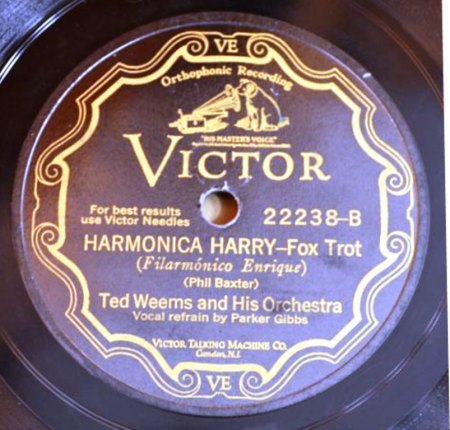 VE
Orthophonic Recording
"HIS MASTER'S VOICE"
VICTOR
For best results
use Victor Needles
22238-B
HARMONICA HARRY-Fox Trot
(Filarmónico Enrique)
(Phil Baxter)
Ted Weems and His Orchestra
Vocal refrain by Parker Gibbs
VICTOR TALKING MACHINE CO.
Camden, N.J.
VE